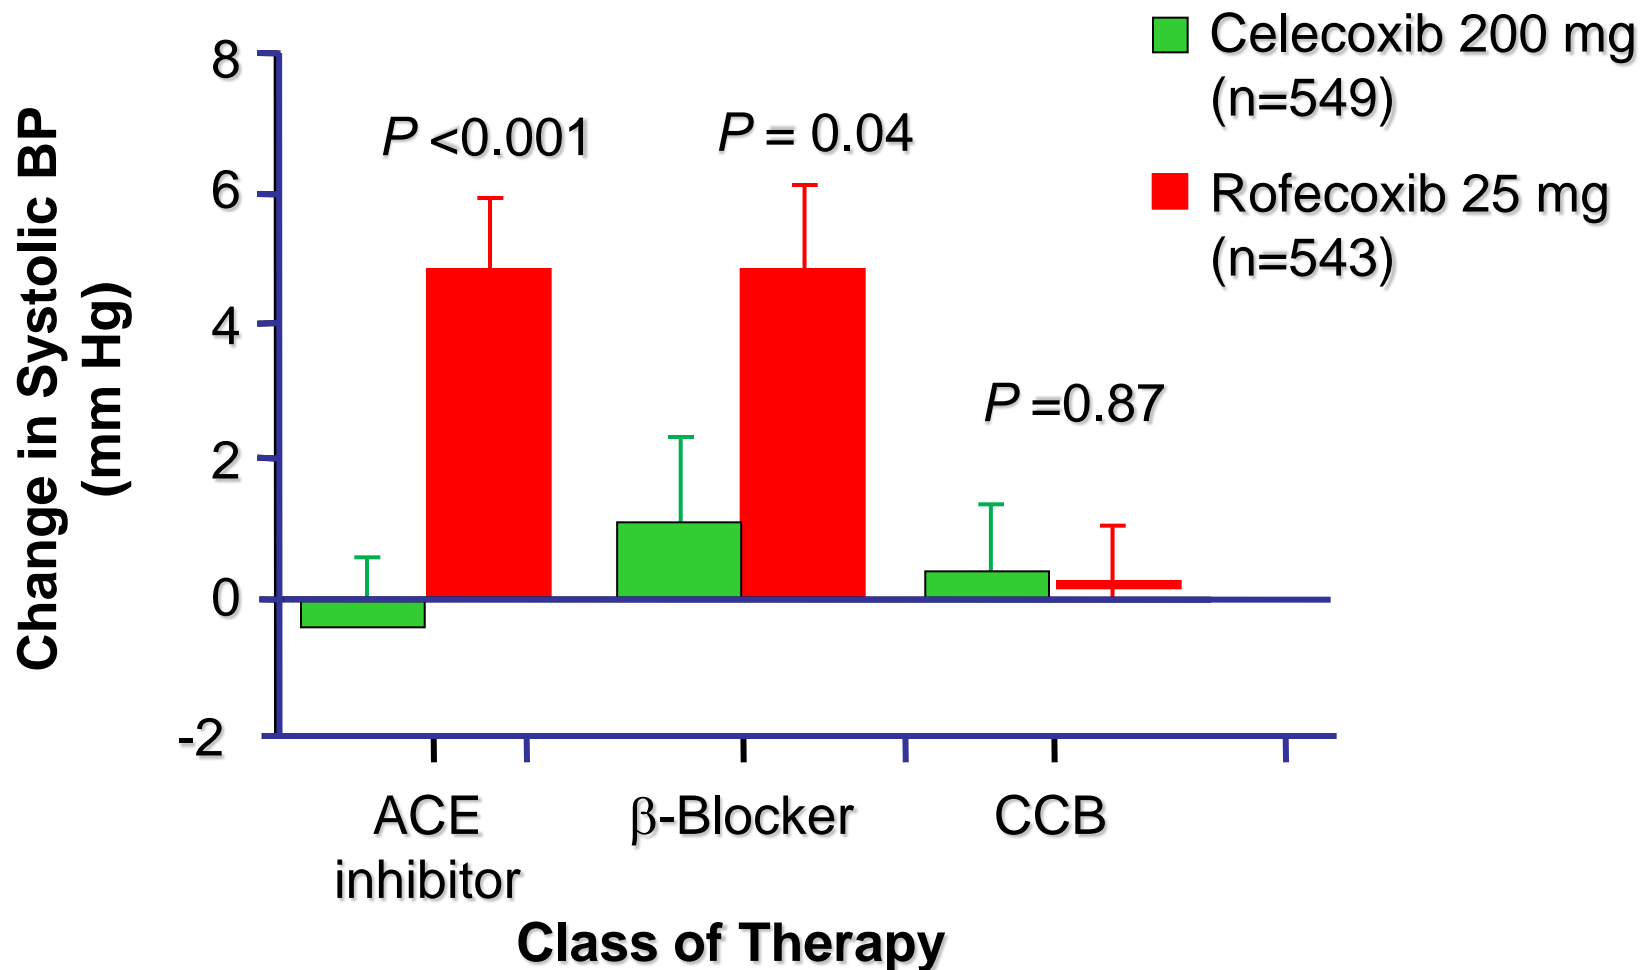 Celecoxib 200 mg
(n=549)
Rofecoxib 25 mg
(n=543)
Change in Systolic BP
(mm Hg)
8
6
4
2
0
-2
P <0.001
P = 0.04
P =0.87
ACE
inhibitor
β-Blocker
CCB
Class of Therapy